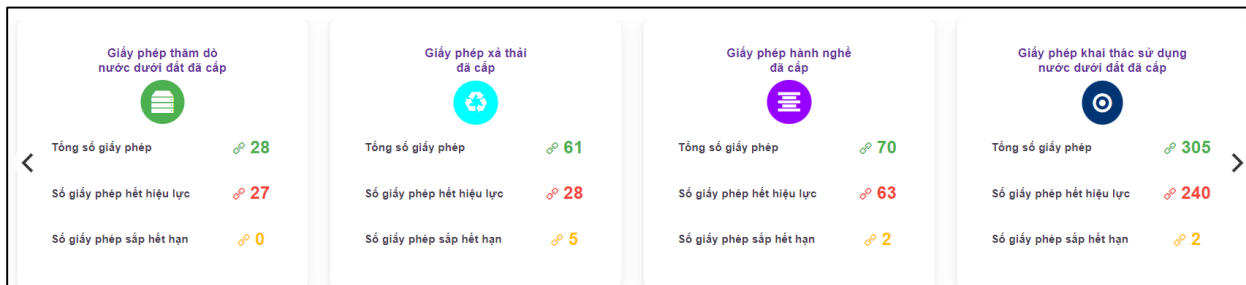 Giấy phép thăm dò
nước dưới đất đã cấp
Tổng số giấy phép 28
Số giấy phép hết hiệu lực 27
Số giấy phép sắp hết hạn 0
Giấy phép xả thải
đã cấp
Tổng số giấy phép 61
Số giấy phép hết hiệu lực 28
Số giấy phép sắp hết hạn 5
Giấy phép hành nghề
đã cấp
Tổng số giấy phép 70
Số giấy phép hết hiệu lực 63
Số giấy phép sắp hết hạn 2
Giấy phép khai thác sử dụng
nước dưới đất đã cấp
Tổng số giấy phép 305
Số giấy phép hết hiệu lực 240
Số giấy phép sắp hết hạn 2